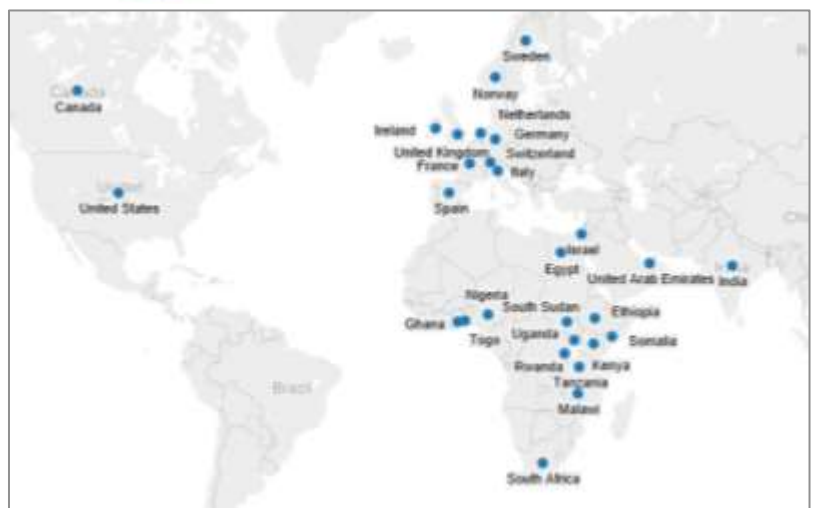 Sweden
Canada
Canada
Norway
Netherlands
Ireland
Germany
United Kingdom
Switzerland
France
Italy
United States
Spain
Israel
Egypt
United Arab Emirates
India
Nigeria
South Sudan
Ethiopia
Ghana
Uganda
Togo
Somalia
Rwanda
Kenya
Tanzania
Brazil
Malawi
South Africa